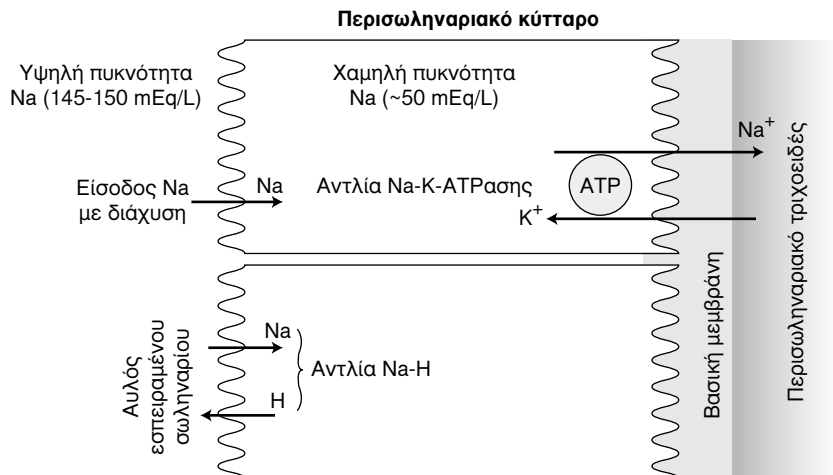 Περισωληναριακό κύτταρο
Υψηλή πυκνότητα
Na (145-150 mEq/L)
Χαμηλή πυκνότητα
Na (~50 mEq/L)
Na+
Είσοδος Na
με διάχυση
Na
Αντλία Na-K-ATPασης
ATP
K+
Αυλός
εσπειραμένου
σωληναρίου
Na
H
Αντλία Na-H
Βασική μεμβράνη
Περισωληναριακό τριχοειδές